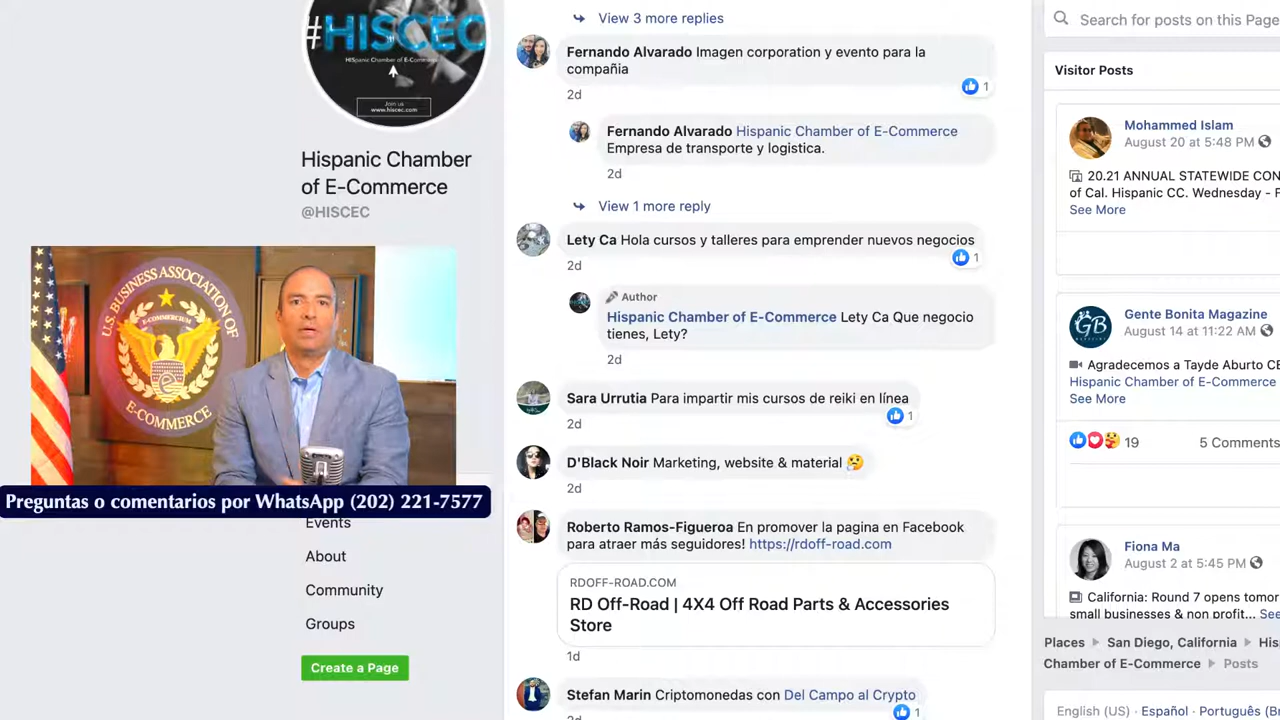 #HISCEC
HISpanic Chamber of E-Commerce
Join us
www.hiscec.com
Hispanic Chamber
of E-Commerce
@HISCEC
U.S. BUSINESS ASSOCIATION OF
E-COMMERCIUM
e
E-COMMERCE
Preguntas o comentarios por WhatsApp (202) 221-7577
Events
About
Community
Groups
Create a Page
View 3 more replies
Fernando Alvarado Imagen corporation y evento para la
compañia
1
2d
Fernando Alvarado Hispanic Chamber of E-Commerce
Empresa de transporte y logistica.
2d
View 1 more reply
Lety Ca Hola cursos y talleres para emprender nuevos negocios
1
2d
Author
Hispanic Chamber of E-Commerce Lety Ca Que negocio
tienes, Lety?
2d
Sara Urrutia Para impartir mis cursos de reiki en línea
1
2d
D'Black Noir Marketing, website & material
2d
Roberto Ramos-Figueroa En promover la pagina en Facebook
para atraer más seguidores! https://rdoff-road.com
RDOFF-ROAD.COM
RD Off-Road | 4X4 Off Road Parts & Accessories
Store
1d
Stefan Marin Criptomonedas con Del Campo al Crypto
1
2d
Search for posts on this Page
Visitor Posts
Mohammed Islam
August 20 at 5:48 PM
20.21 ANNUAL STATEWIDE CON
of Cal. Hispanic CC. Wednesday - F
See More
Gente Bonita Magazine
August 14 at 11:22 AM
GB
Agradecemos a Tayde Aburto CE
Hispanic Chamber of E-Commerce
See More
19
5 Comments
Fiona Ma
August 2 at 5:45 PM
California: Round 7 opens tomor
small businesses & non profit... See
Places
San Diego, California
His
Chamber of E-Commerce
Posts
English (US) · Español · Português (Br